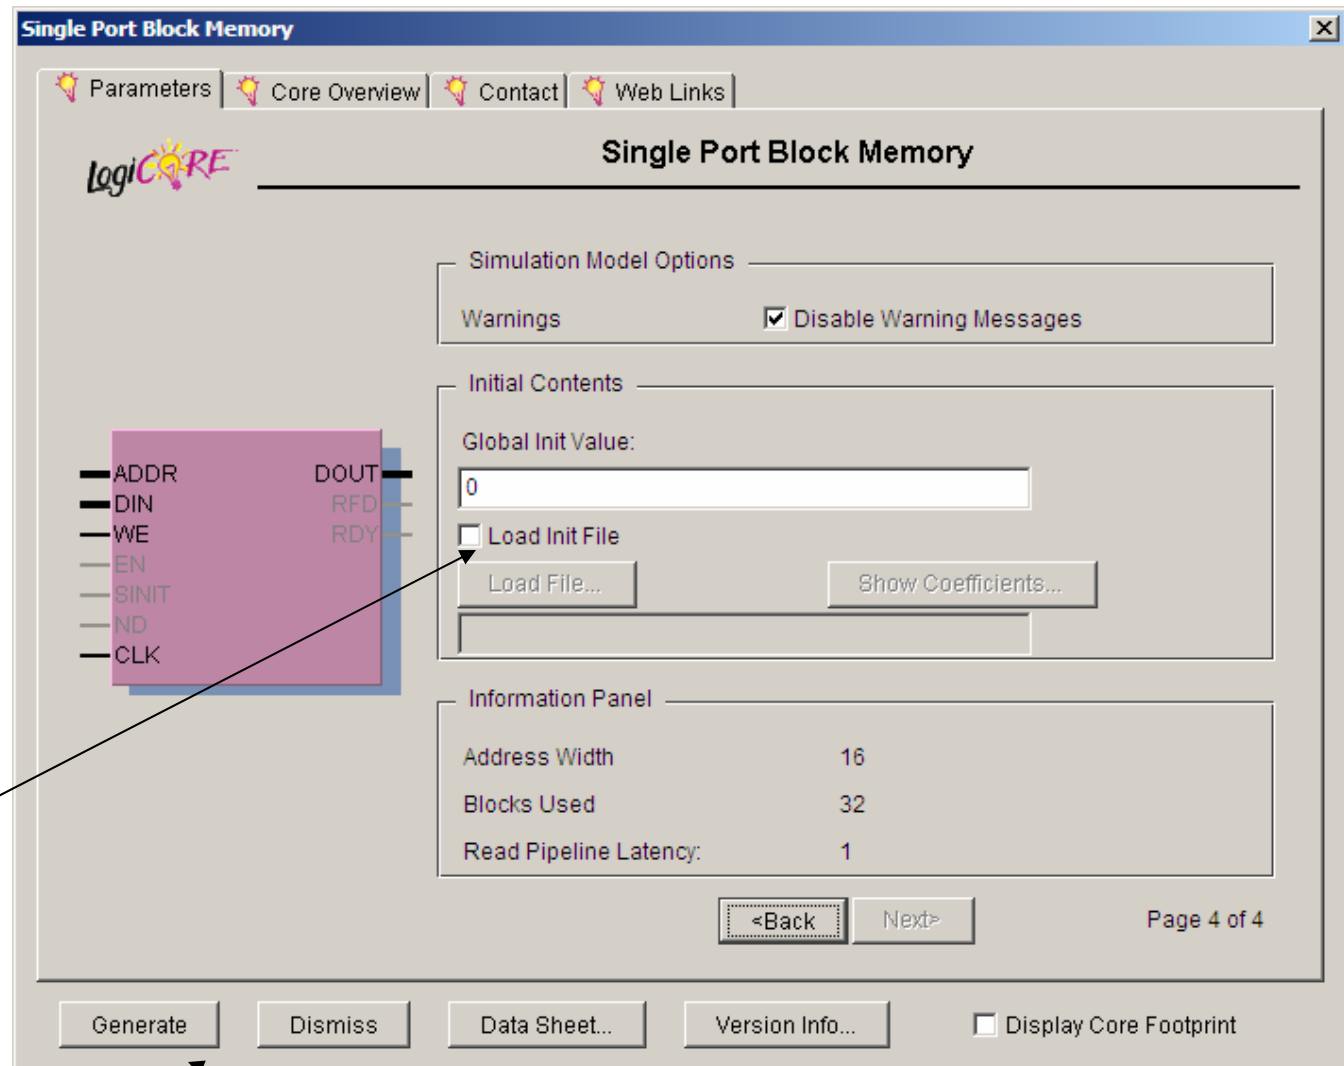 Single Port Block Memory
Parameters Core Overview Contact Web Links
LogiCORE
Single Port Block Memory
Simulation Model Options
Warnings Disable Warning Messages
Initial Contents
Global Init Value:
0
Load Init File
Load File... Show Coefficients...
ADDR DOUT
DIN RFD
WE RDY
EN
SINIT
ND
CLK
Information Panel
Address Width 16
Blocks Used 32
Read Pipeline Latency: 1
<Back Next> Page 4 of 4
Generate Dismiss Data Sheet... Version Info... Display Core Footprint